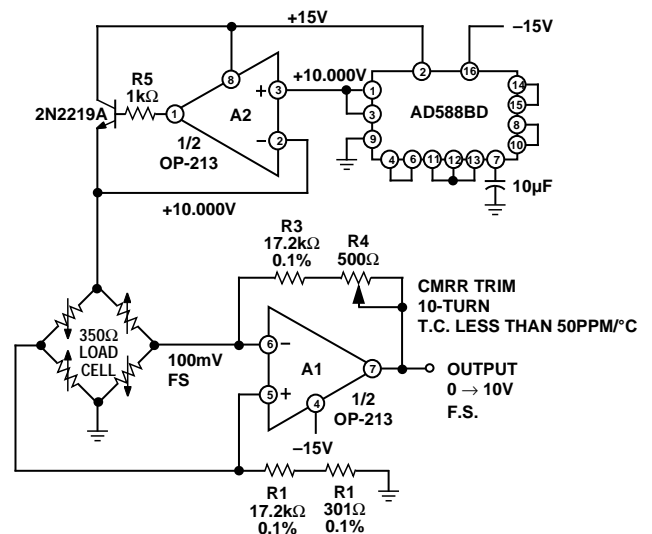 +15V
–15V
R5
1kΩ
2N2219A
8
1
3
2
+
–
A2
1/2
OP-213
+10.000V
2
16
1
3
9
AD588BD
14
15
8
10
4
6
11
12
13
7
10µF
+10.000V
R3
17.2kΩ
0.1%
R4
500Ω
CMRR TRIM
10-TURN
T.C. LESS THAN 50PPM/°C
350Ω
LOAD
CELL
100mV
FS
6
–
A1
5
+
7
4
1/2
OP-213
–15V
OUTPUT
0 → 10V
F.S.
R1
17.2kΩ
0.1%
R1
301Ω
0.1%